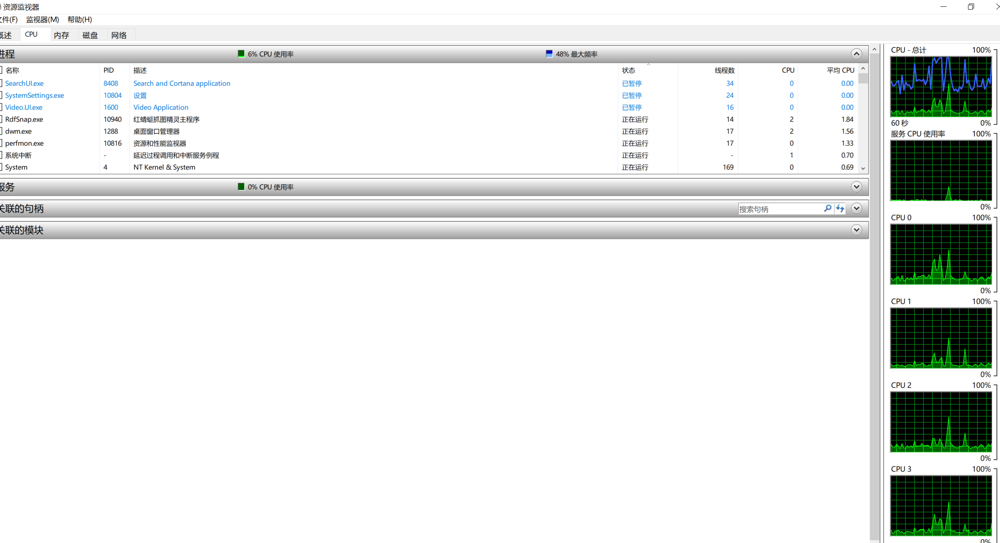 资源监视器
文件(F) 监视器(M) 帮助(H)
概述 CPU 内存 磁盘 网络
进程 6% CPU 使用率 48% 最大频率
名称 PID 描述 状态 线程数 CPU 平均 CPU
SearchUI.exe 8408 Search and Cortana application 已暂停 34 0 0.00
SystemSettings.exe 10804 设置 已暂停 24 0 0.00
Video.UI.exe 1600 Video Application 已暂停 16 0 0.00
RdfSnap.exe 10940 红蜻蜓抓图精灵主程序 正在运行 14 2 1.84
dwm.exe 1288 桌面窗口管理器 正在运行 17 2 1.56
perfmon.exe 10816 资源和性能监视器 正在运行 17 0 1.33
系统中断 - 延迟过程调用和中断服务例程 正在运行 - 1 0.70
System 4 NT Kernel & System 正在运行 169 0 0.69
服务 0% CPU 使用率
关联的句柄 搜索句柄
关联的模块
CPU - 总计 100%
60 秒 0%
服务 CPU 使用率 100%
0%
CPU 0 100%
0%
CPU 1 100%
0%
CPU 2 100%
0%
CPU 3 100%
0%